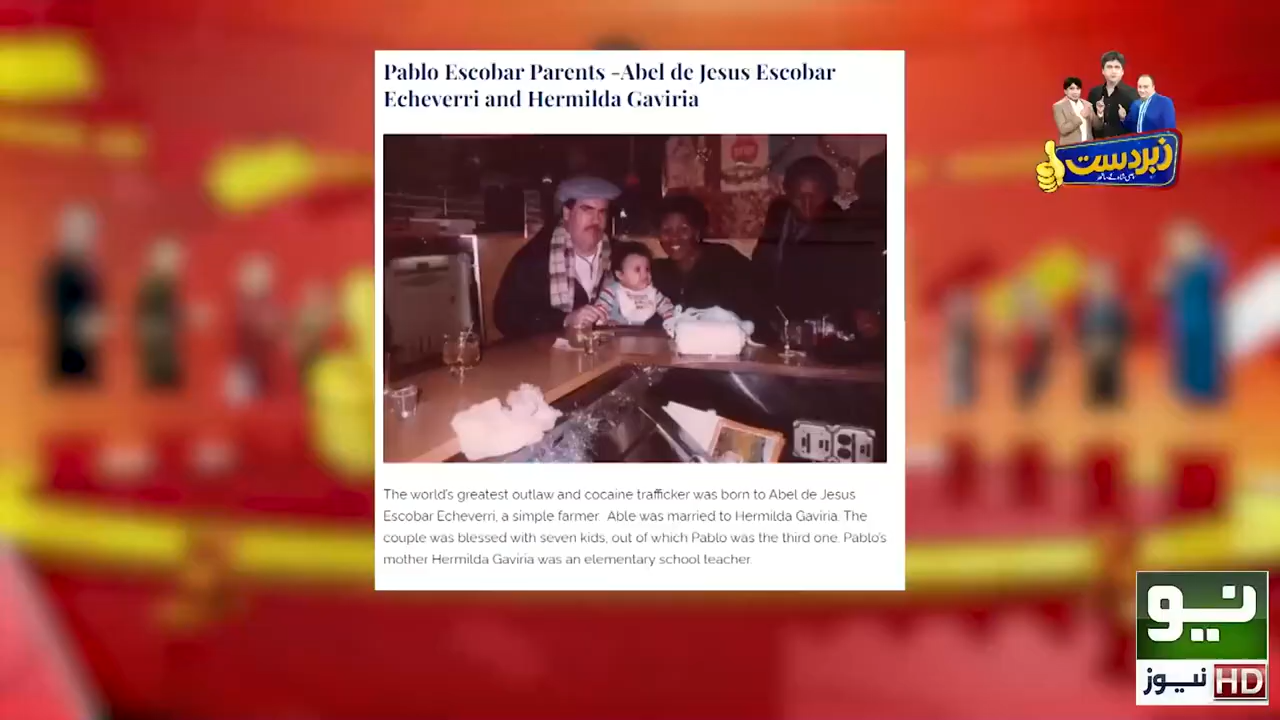 Pablo Escobar Parents -Abel de Jesus Escobar
Echeverri and Hermilda Gaviria
زبردست
The world's greatest outlaw and cocaine trafficker was born to Abel de Jesus
Escobar Echeverri, a simple farmer. Able was married to Hermilda Gaviria. The
couple was blessed with seven kids, out of which Pablo was the third one. Pablo's
mother Hermilda Gaviria was an elementary school teacher.
نیو
نیوز HD